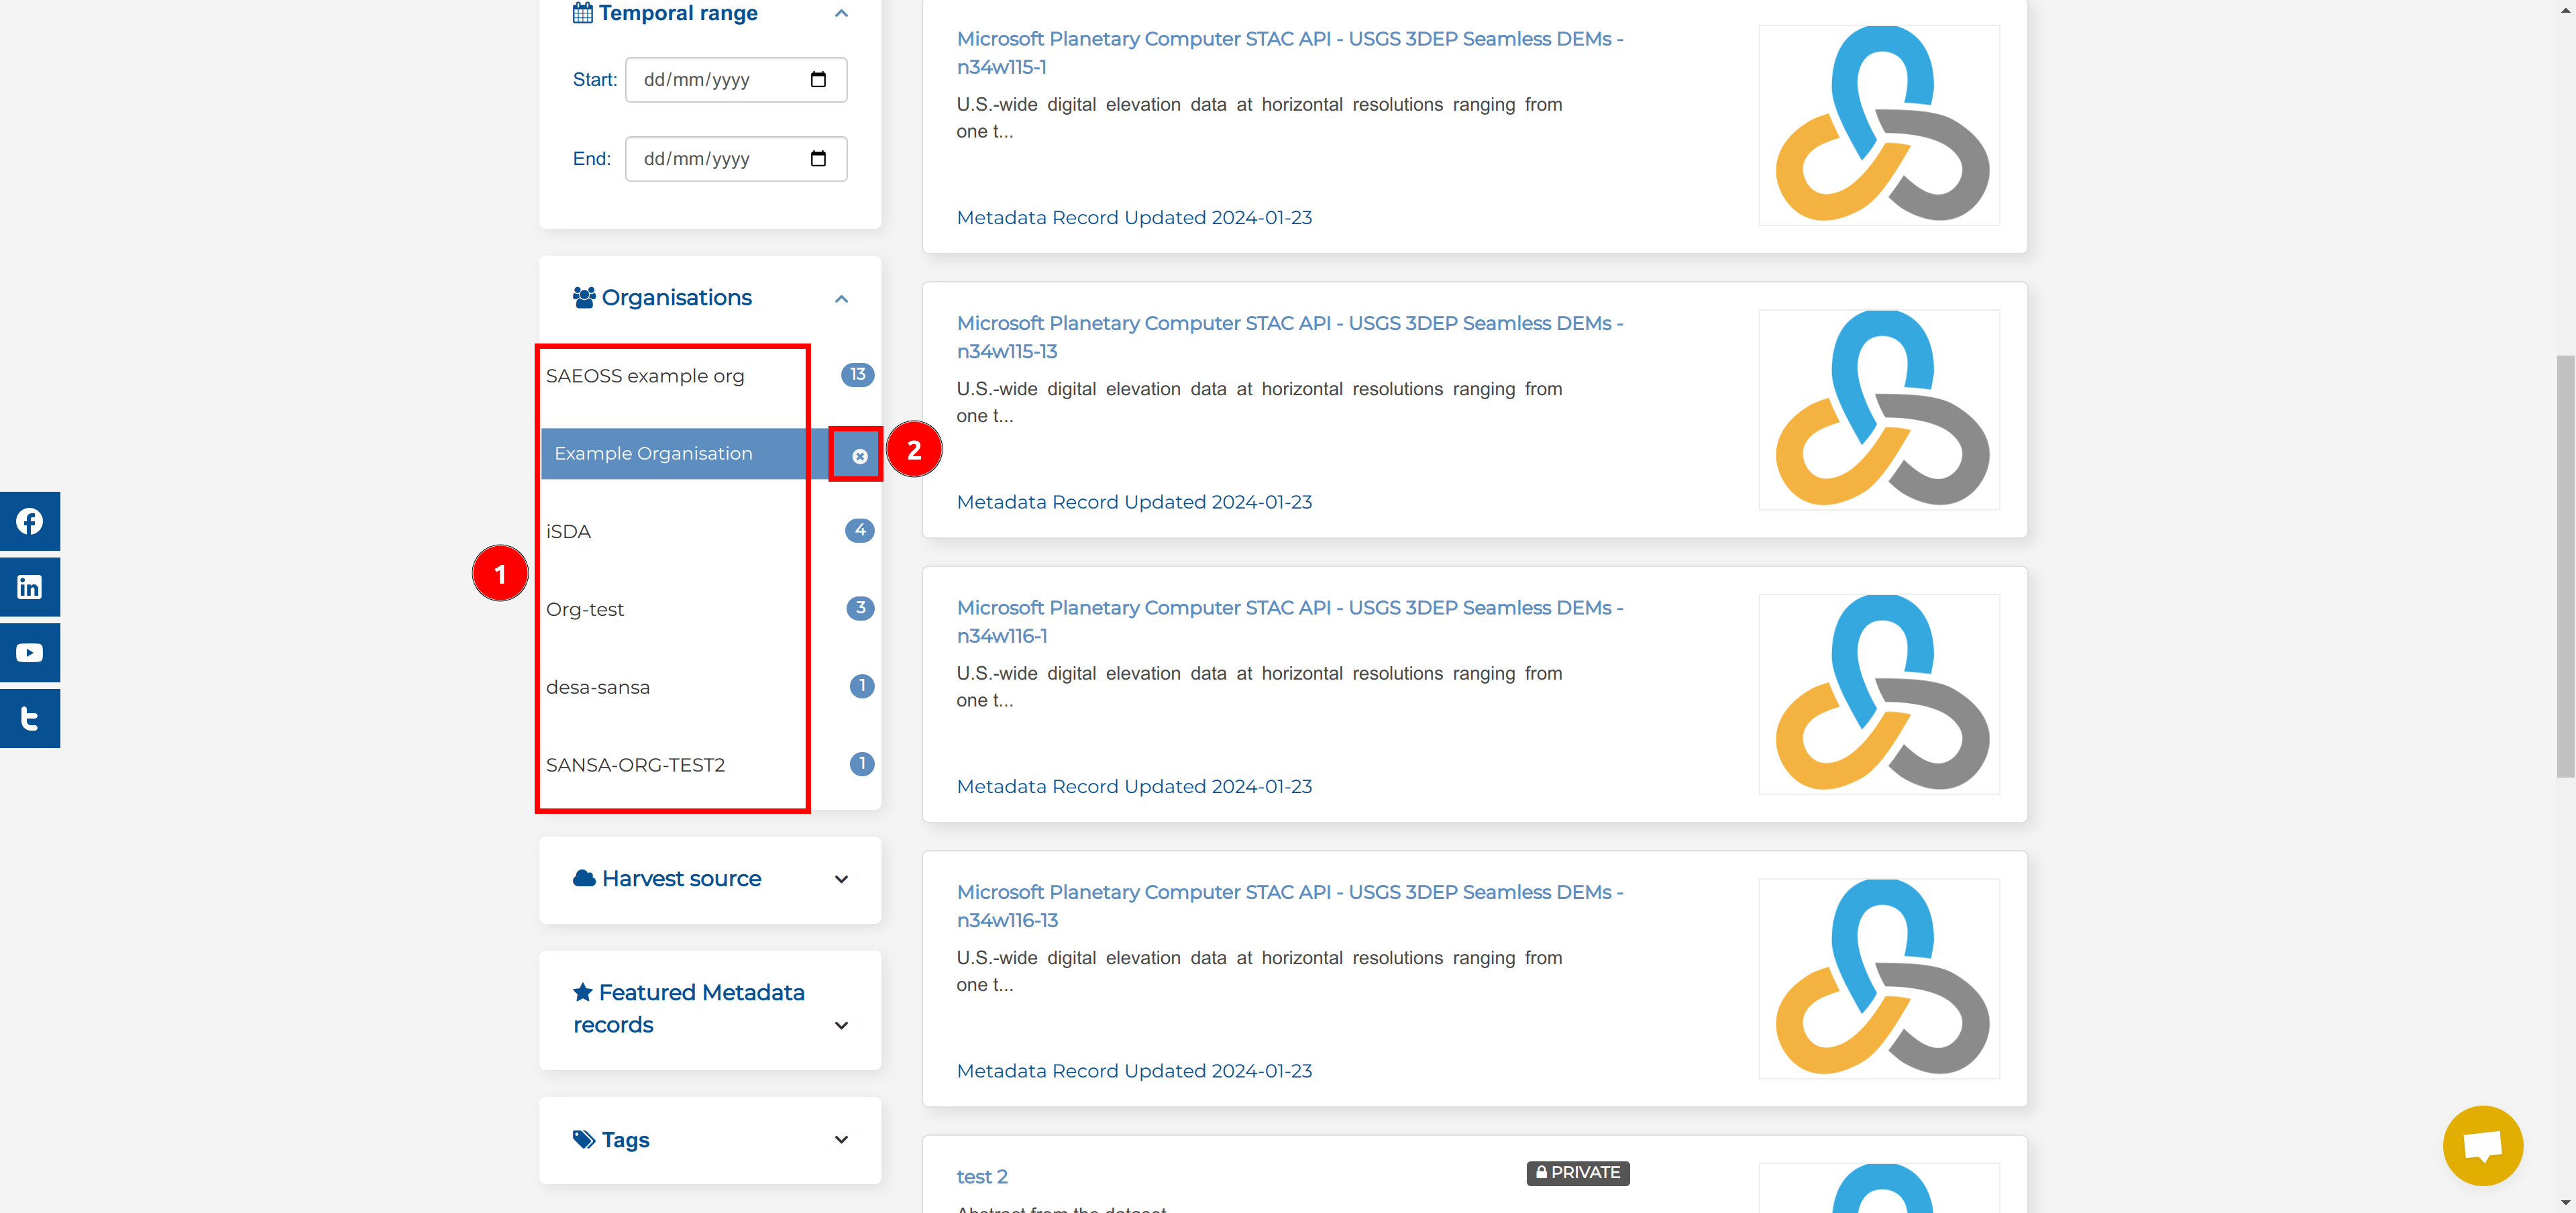 Temporal range
Start: dd/mm/yyyy
End: dd/mm/yyyy
Organisations
SAEOSS example org 13
Example Organisation
2
iSDA 4
1
Org-test 3
desa-sansa 1
SANSA-ORG-TEST2 1
Harvest source
Featured Metadata
records
Tags
Microsoft Planetary Computer STAC API - USGS 3DEP Seamless DEMs -
n34w115-1
U.S.-wide digital elevation data at horizontal resolutions ranging from
one t...
Metadata Record Updated 2024-01-23
Microsoft Planetary Computer STAC API - USGS 3DEP Seamless DEMs -
n34w115-13
U.S.-wide digital elevation data at horizontal resolutions ranging from
one t...
Metadata Record Updated 2024-01-23
Microsoft Planetary Computer STAC API - USGS 3DEP Seamless DEMs -
n34w116-1
U.S.-wide digital elevation data at horizontal resolutions ranging from
one t...
Metadata Record Updated 2024-01-23
Microsoft Planetary Computer STAC API - USGS 3DEP Seamless DEMs -
n34w116-13
U.S.-wide digital elevation data at horizontal resolutions ranging from
one t...
Metadata Record Updated 2024-01-23
test 2
PRIVATE
Abstract from the dataset